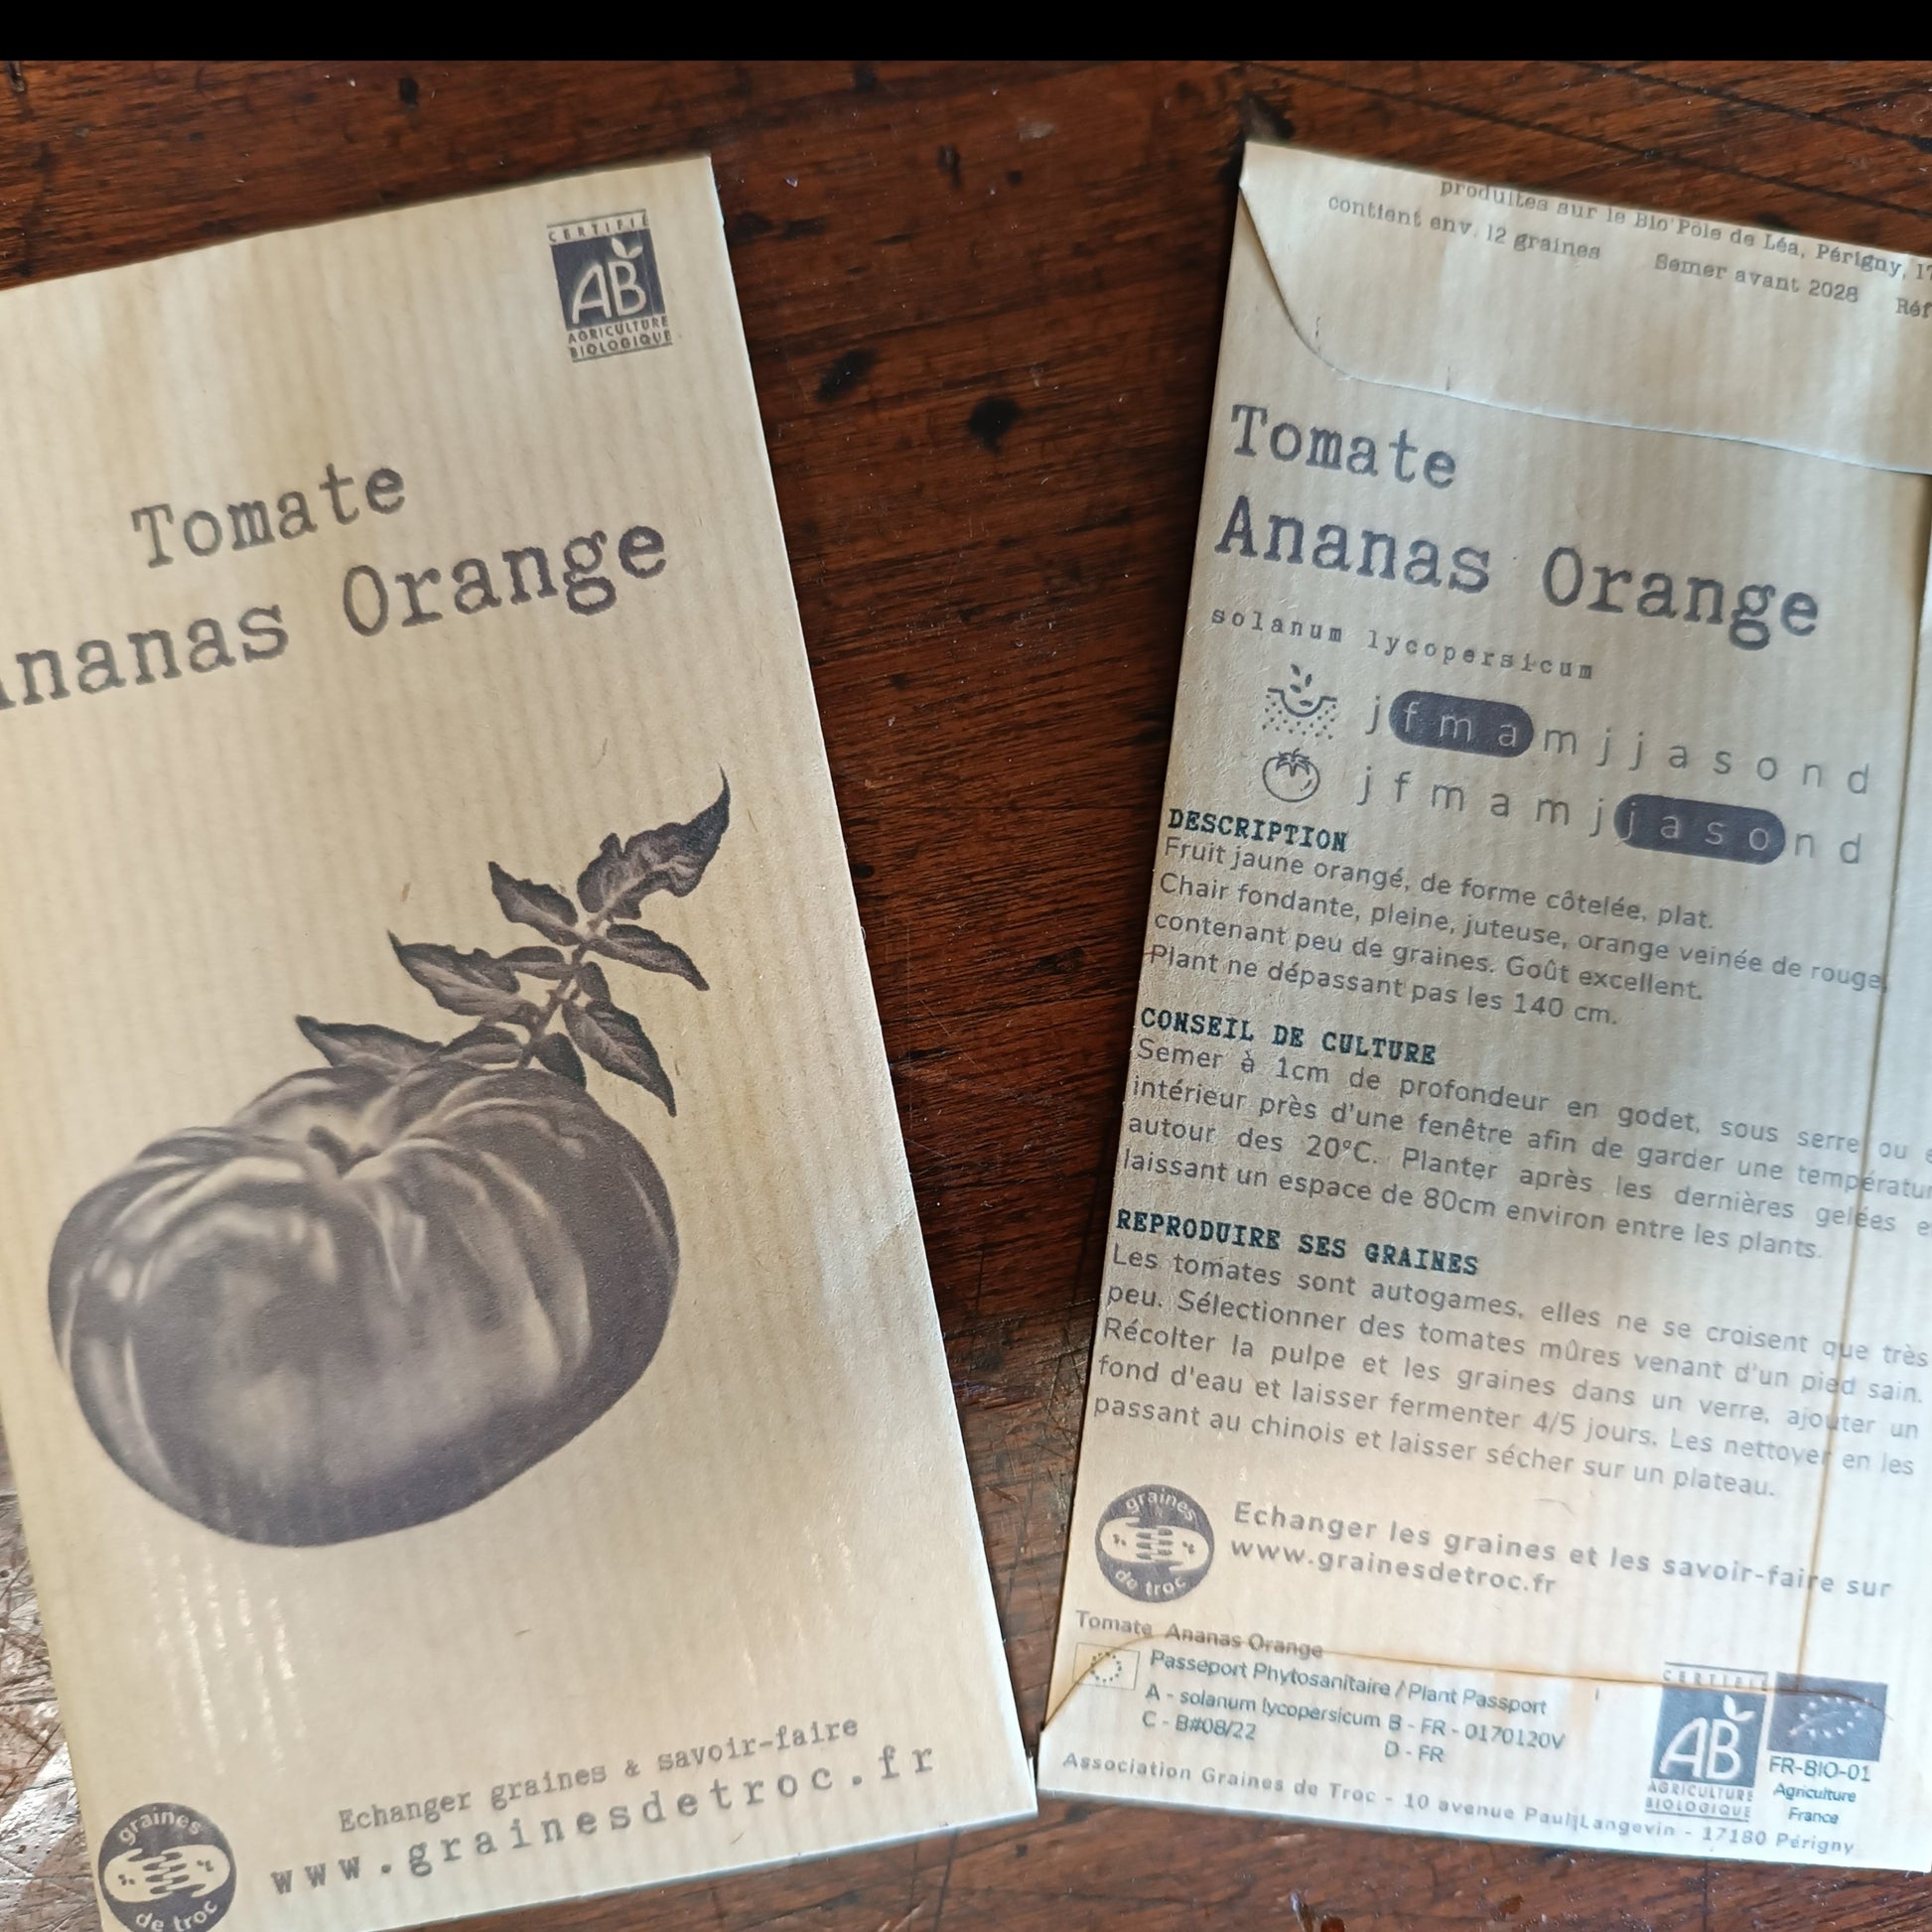 CERTIFIÉ
AB
AGRICULTURE
BIOLOGIQUE
Tomate
Ananas Orange
Echanger graines & savoir-faire
www.grainesdetroc.fr
graines
de troc
produites sur le Bio'Pole de Léa, Périgny, 17
contient env. 12 graines Semer avant 2028 Réf
Tomate
Ananas Orange
solanum lycopersicum
j f m a m j j a s o n d
j f m a m j j a s o n d
DESCRIPTION
Fruit jaune orangé, de forme côtelée, plat.
Chair fondante, pleine, juteuse, orange veinée de rouge,
contenant peu de graines. Goût excellent.
Plant ne dépassant pas les 140 cm.
CONSEIL DE CULTURE
Semer à 1cm de profondeur en godet, sous serre ou
intérieur près d'une fenêtre afin de garder une températur
autour des 20°C. Planter après les dernières gelées
laissant un espace de 80cm environ entre les plants.
REPRODUIRE SES GRAINES
Les tomates sont autogames, elles ne se croisent que très
peu. Sélectionner des tomates mûres venant d'un pied sain.
Récolter la pulpe et les graines dans un verre, ajouter un
fond d'eau et laisser fermenter 4/5 jours. Les nettoyer en les
passant au chinois et laisser sécher sur un plateau.
graines
de troc
Echanger les graines et les savoir-faire sur
www.grainesdetroc.fr
Tomate Ananas Orange
Passeport Phytosanitaire / Plant Passport
A - solanum lycopersicum B - FR - 0170120V
C - B#08/22 D - FR
CERTIFIÉ
AB
AGRICULTURE
BIOLOGIQUE
FR-BIO-01
Agriculture
France
Association Graines de Troc - 10 avenue Paul Langevin - 17180 Périgny